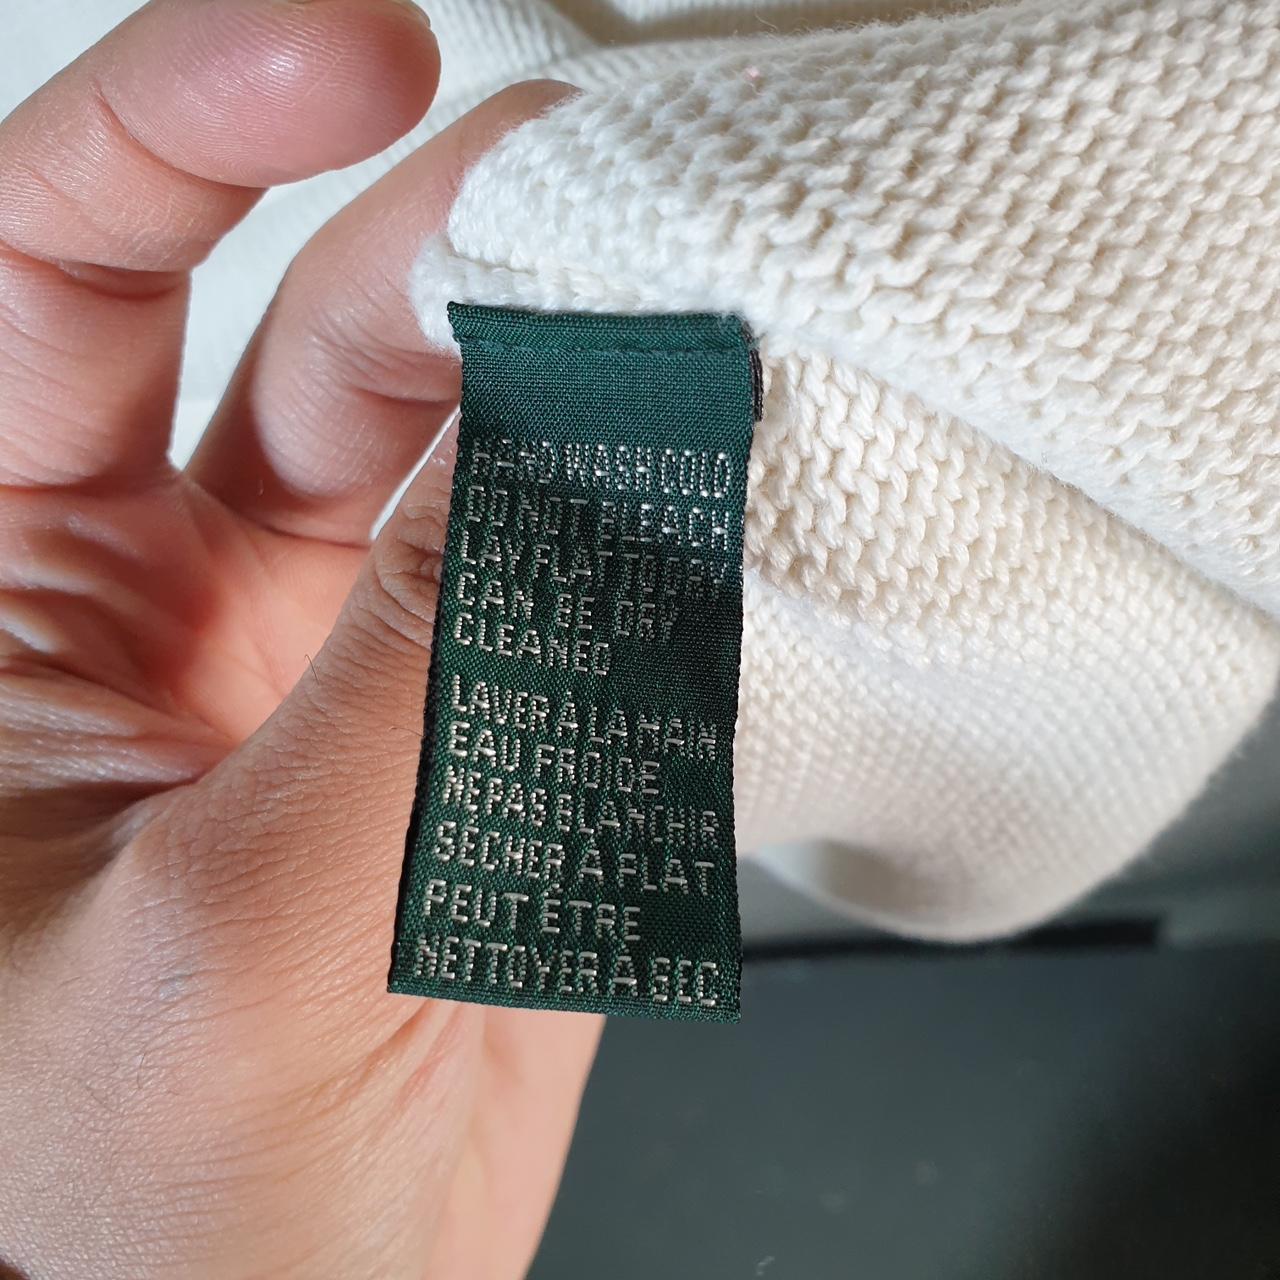 HAND WASH COLD
DO NOT BLEACH
LAY FLAT TO DRY
CAN BE DRY
CLEANED
LAVER À LA MAIN
EAU FROIDE
NE PAS BLANCHIR
SECHER A FLAT
PEUT ÊTRE
NETTOYER A SEC